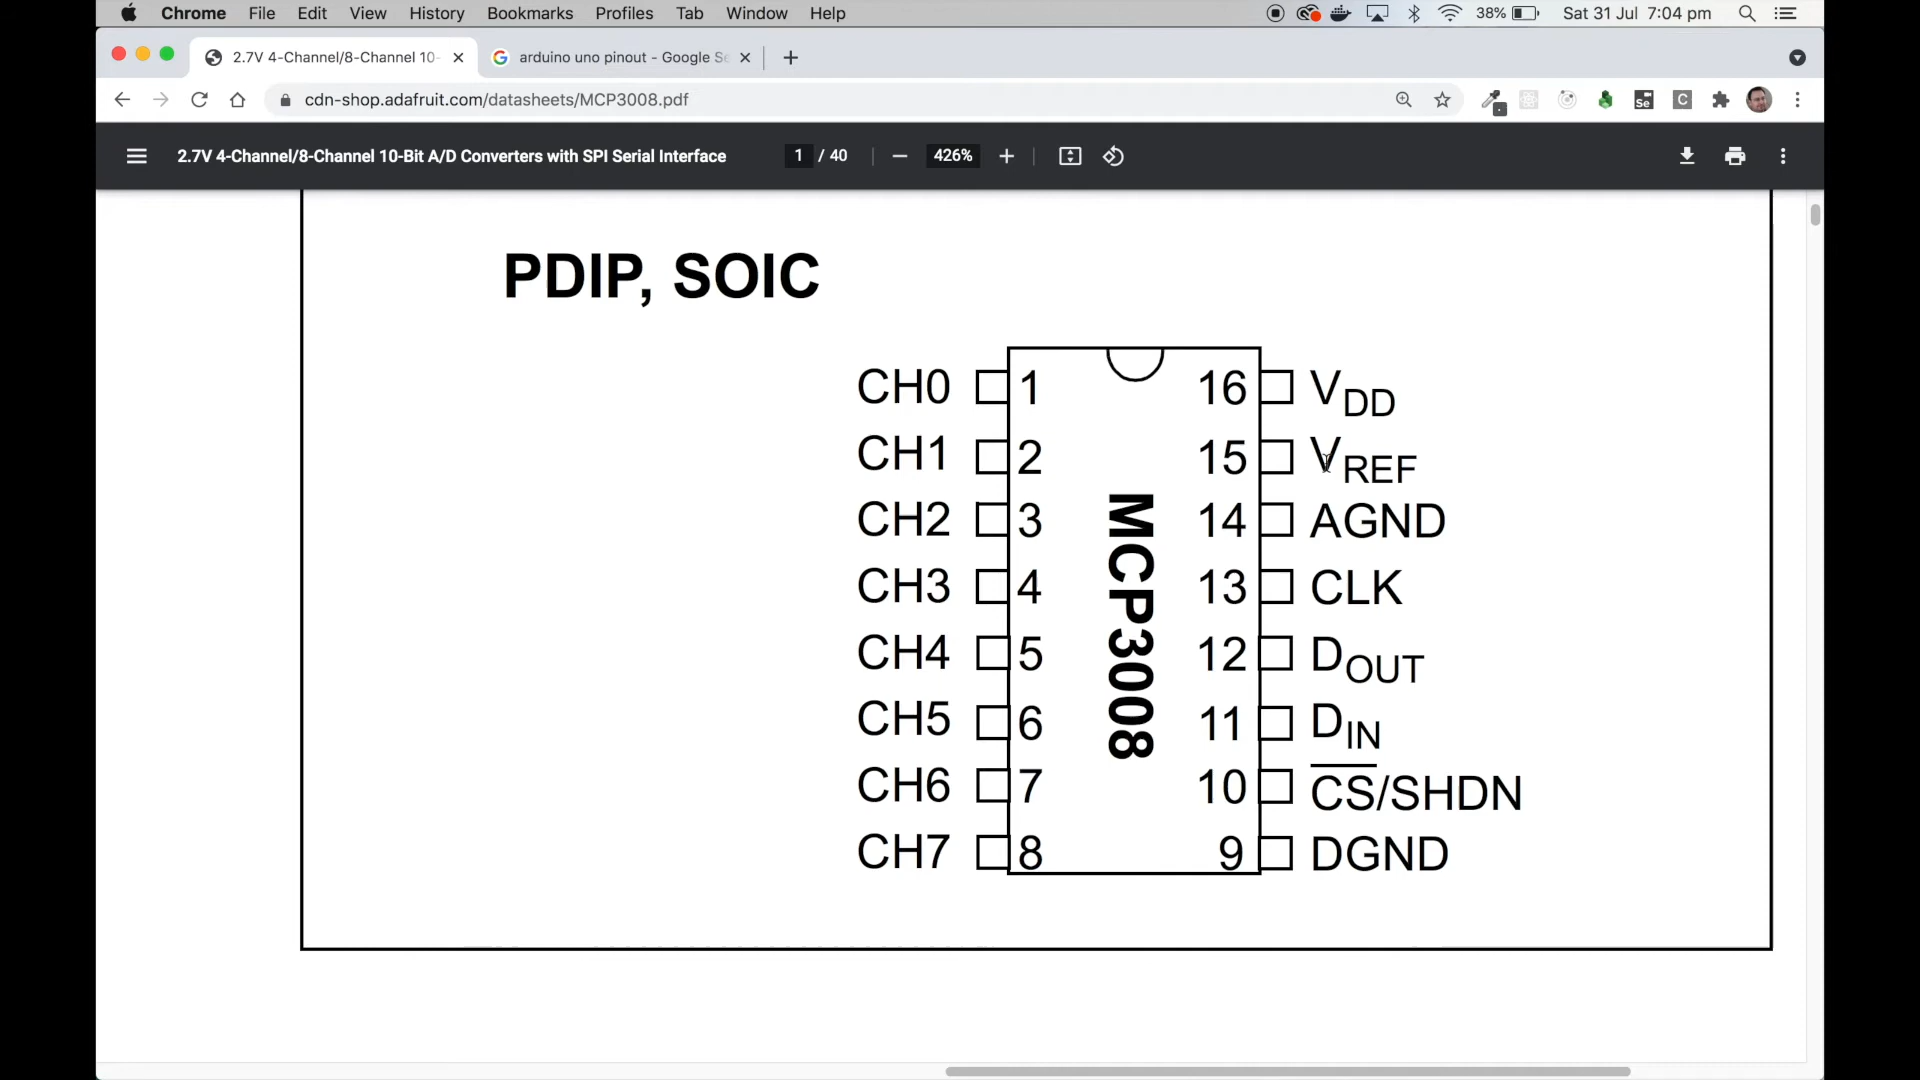 Chrome File Edit View History Bookmarks Profiles Tab Window Help 38% Sat 31 Jul 7:04 pm
2.7V 4-Channel/8-Channel 10- arduino uno pinout - Google Se
cdn-shop.adafruit.com/datasheets/MCP3008.pdf Se C
2.7V 4-Channel/8-Channel 10-Bit A/D Converters with SPI Serial Interface 1 / 40 426%
PDIP, SOIC
CH0 1 16 VDD
CH1 2 15 VREF
CH2 3 14 AGND
CH3 4 13 CLK
CH4 5 12 DOUT
CH5 6 11 DIN
CH6 7 10 CS/SHDN
CH7 8 9 DGND
MCP3008